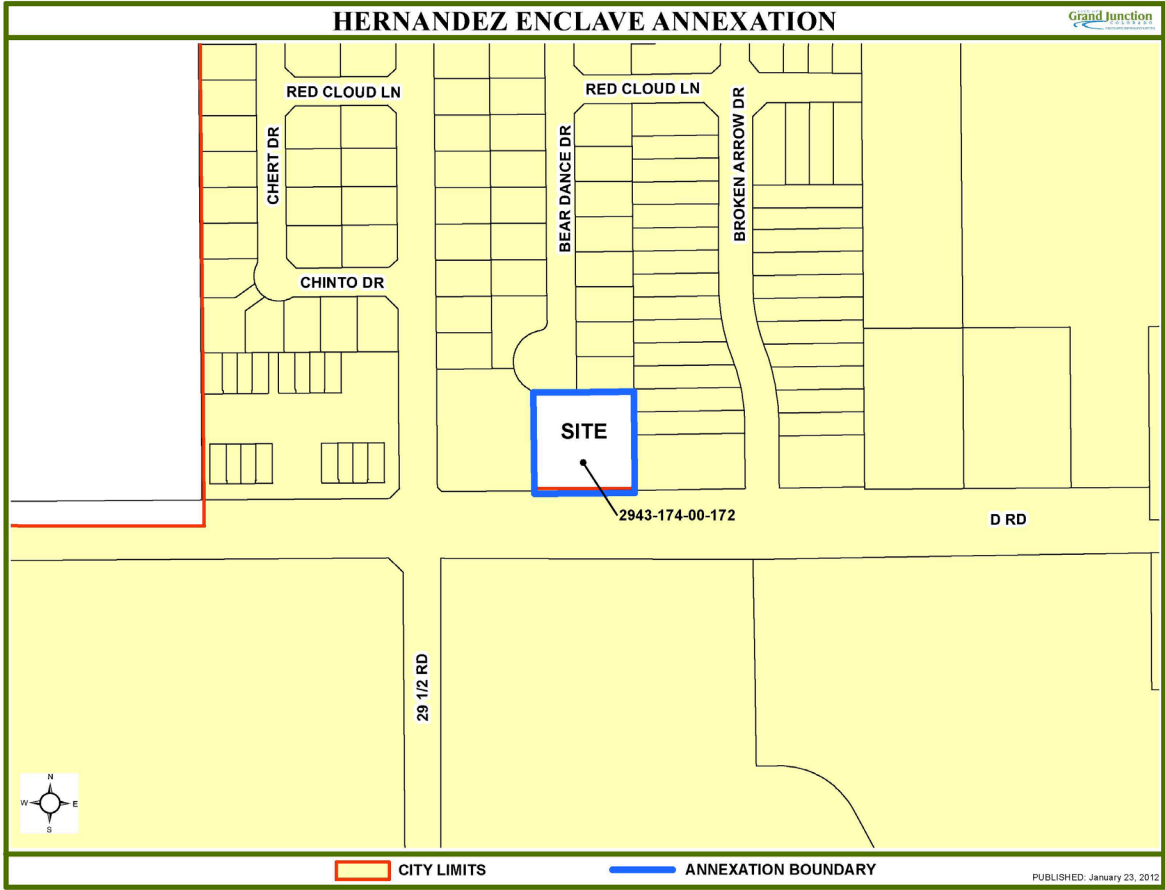 HERNANDEZ ENCLAVE ANNEXATION
Grand Junction
COLORADO
RED CLOUD LN
RED CLOUD LN
CHERT DR
BEAR DANCE DR
BROKEN ARROW DR
CHINTO DR
SITE
2943-174-00-172
D RD
29 1/2 RD
N
W
E
S
CITY LIMITS
ANNEXATION BOUNDARY
PUBLISHED: January 23, 2012